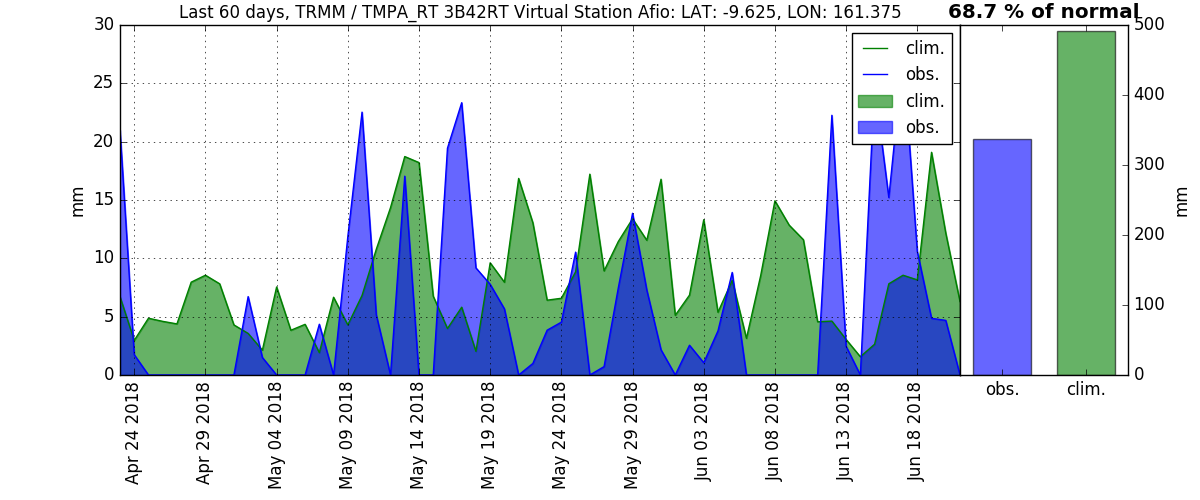 Last 60 days, TRMM / TMPA_RT 3B42RT Virtual Station Afio: LAT: -9.625, LON: 161.375
68.7 % of normal
30
25
20
15
10
5
0
mm
clim.
obs.
clim.
obs.
Apr 24 2018
Apr 29 2018
May 04 2018
May 09 2018
May 14 2018
May 19 2018
May 24 2018
May 29 2018
Jun 03 2018
Jun 08 2018
Jun 13 2018
Jun 18 2018
500
400
300
200
100
0
mm
obs.
clim.